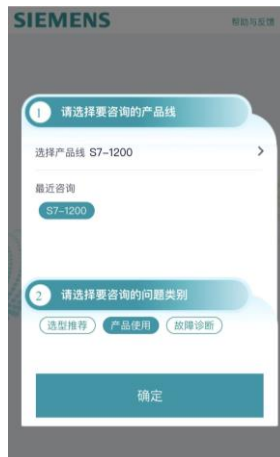 SIEMENS 帮助与反馈
1 请选择要咨询的产品线
选择产品线 S7-1200 >
最近咨询
S7-1200
2 请选择要咨询的问题类别
选型推荐 产品使用 故障诊断
确定